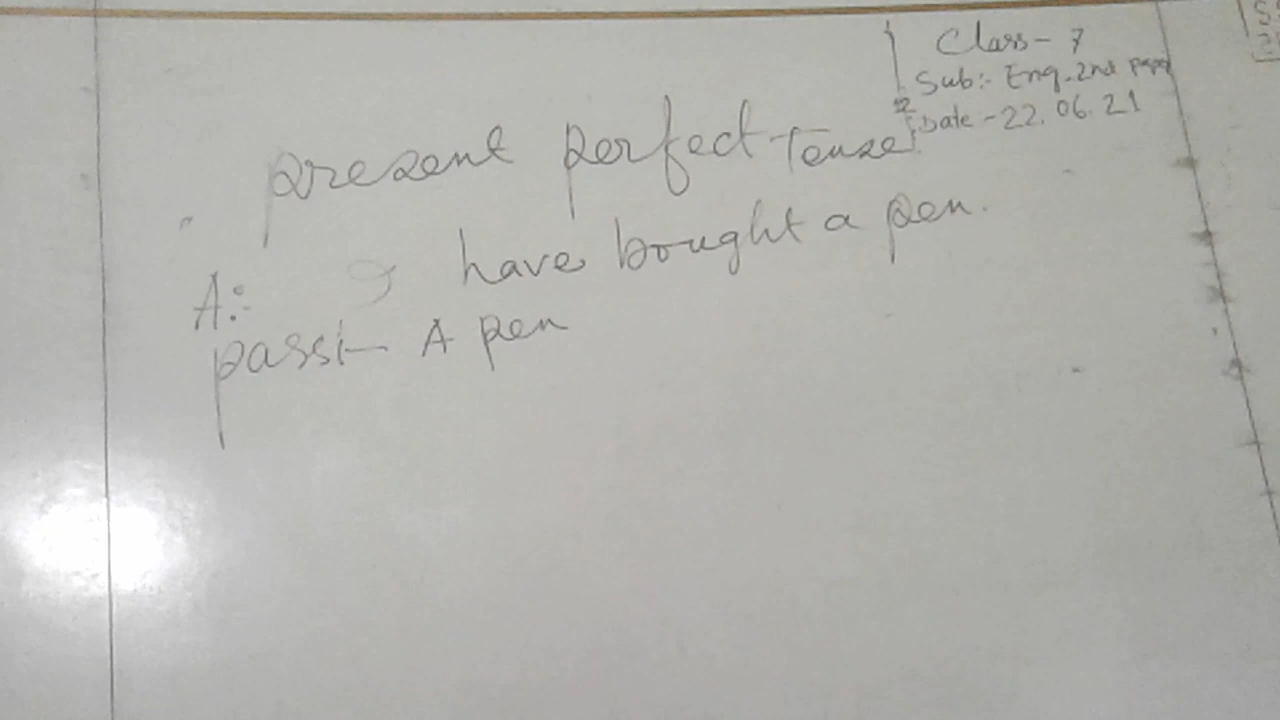 Class- 7
Sub:- Eng. 2nd paper
Date - 22.06.21
present perfect Tense
A: I have bought a pen.
passi- A pen